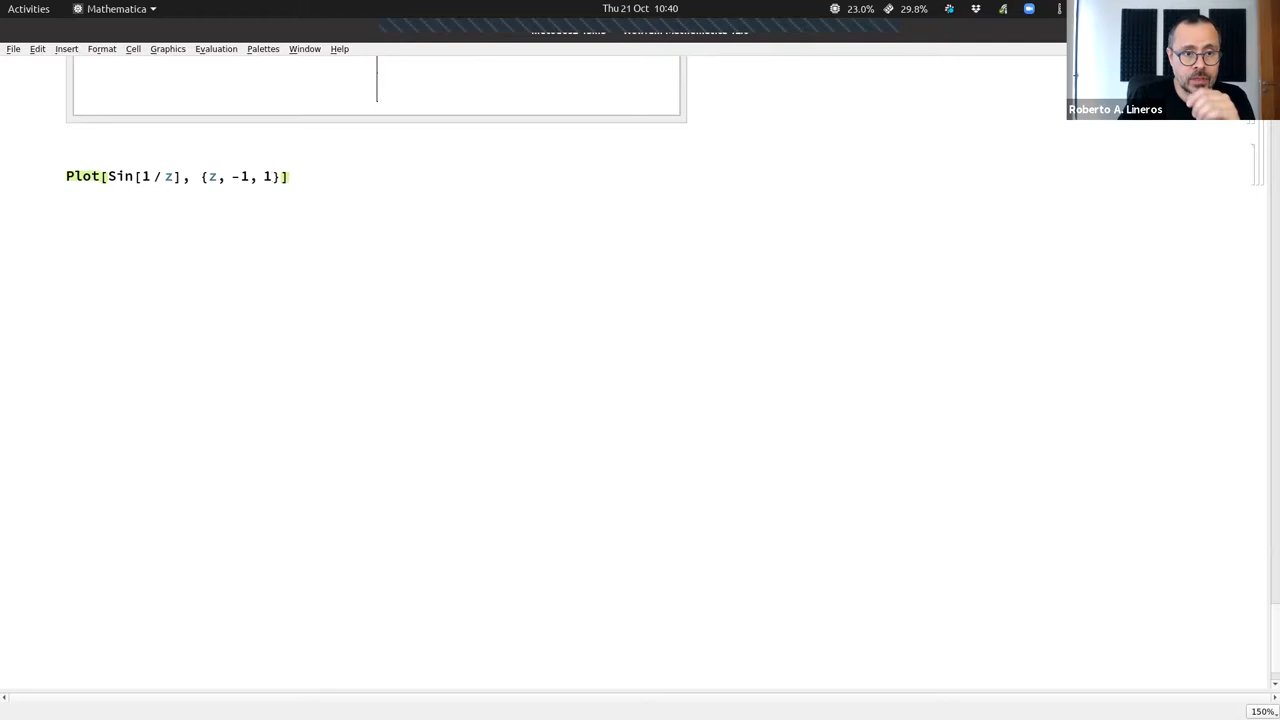 Activities Mathematica Thu 21 Oct 10:40 23.0% 29.8%
File Edit Insert Format Cell Graphics Evaluation Palettes Window Help
Roberto A. Lineros
Plot[Sin[1 / z], {z, -1, 1}]
150%